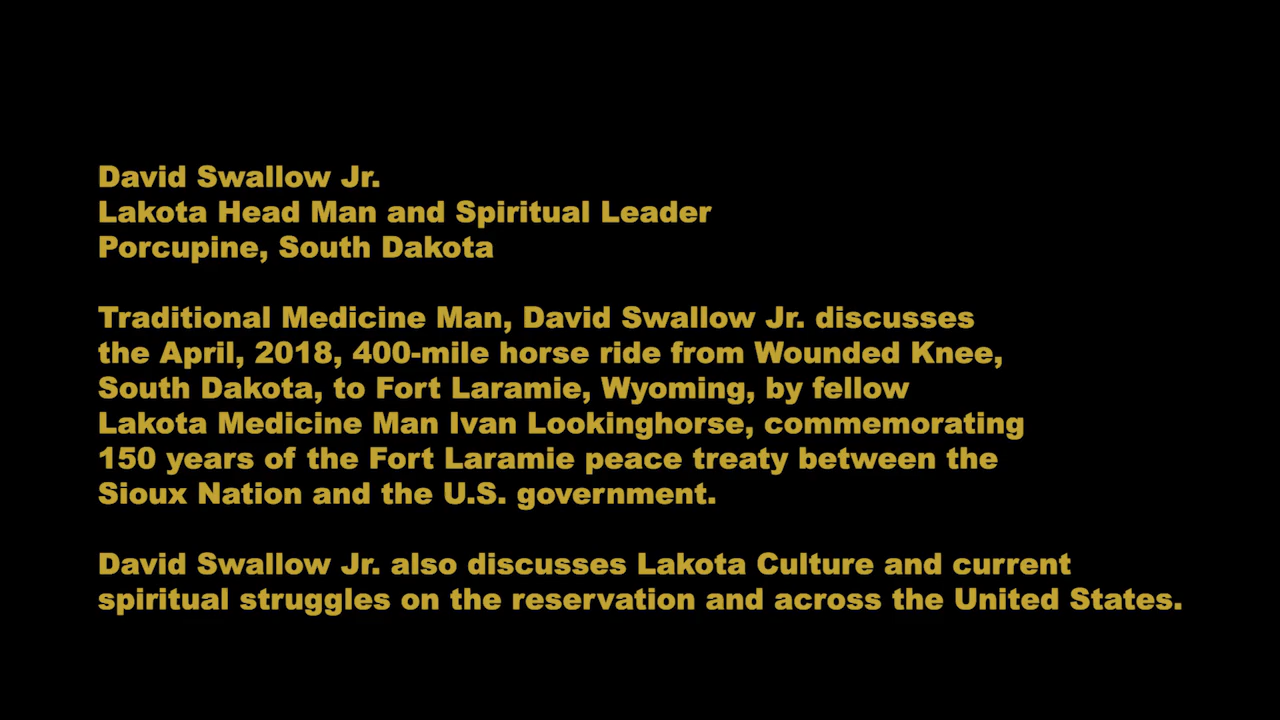 David Swallow Jr.
Lakota Head Man and Spiritual Leader
Porcupine, South Dakota
Traditional Medicine Man, David Swallow Jr. discusses
the April, 2018, 400-mile horse ride from Wounded Knee,
South Dakota, to Fort Laramie, Wyoming, by fellow
Lakota Medicine Man Ivan Lookinghorse, commemorating
150 years of the Fort Laramie peace treaty between the
Sioux Nation and the U.S. government.
David Swallow Jr. also discusses Lakota Culture and current
spiritual struggles on the reservation and across the United States.